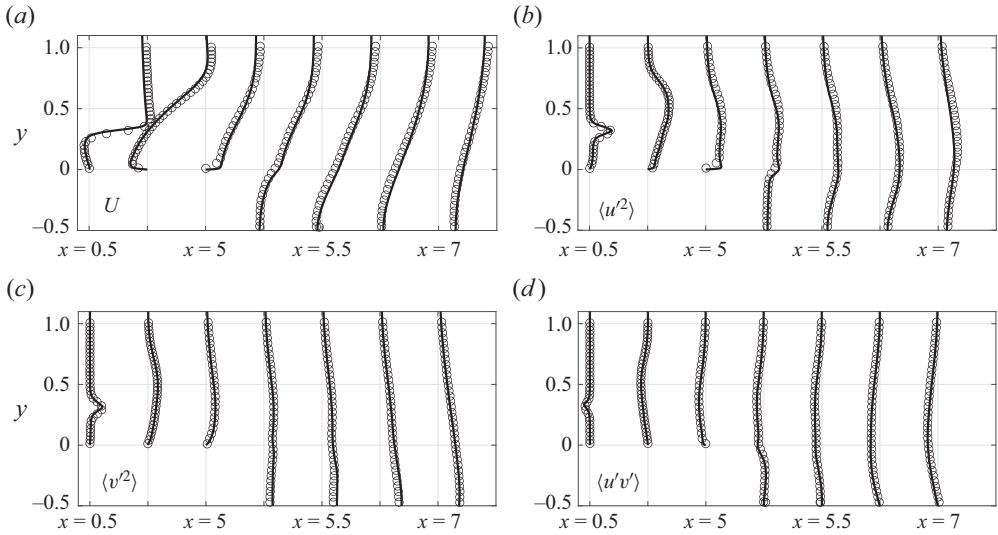 (a)
(b)
1.0
0.5
y
0
–0.5
U
x = 0.5
x = 5
x = 5.5
x = 7
1.0
0.5
0
–0.5
⟨u′2⟩
x = 0.5
x = 5
x = 5.5
x = 7
(c)
(d)
1.0
0.5
y
0
–0.5
⟨v′2⟩
x = 0.5
x = 5
x = 5.5
x = 7
1.0
0.5
0
–0.5
⟨u′v′⟩
x = 0.5
x = 5
x = 5.5
x = 7